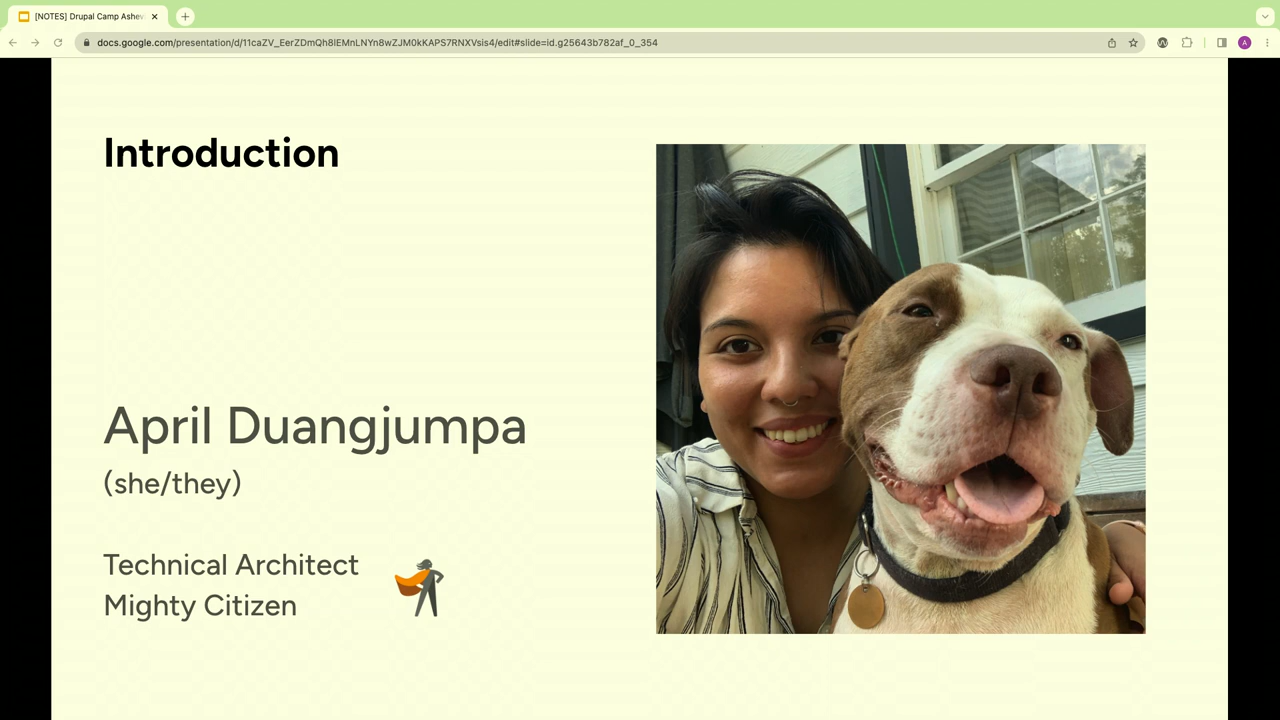 [NOTES] Drupal Camp Ashev
docs.google.com/presentation/d/11caZV_EerZDmQh8lEMnLNYn8wZJM0kKAPS7RNXVsis4/edit#slide=id.g25643b782af_0_354
A
Introduction
April Duangjumpa
(she/they)
Technical Architect
Mighty Citizen